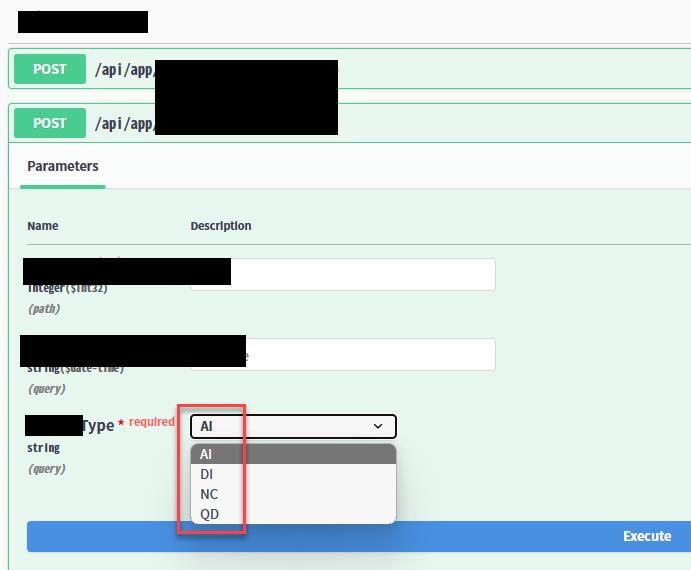 POST /api/app/
POST /api/app/
Parameters
Name Description
integer($int32)
(path)
string($date-time)
(query)
Type * required AI
string
(query)
AI
DI
NC
QD
Execute